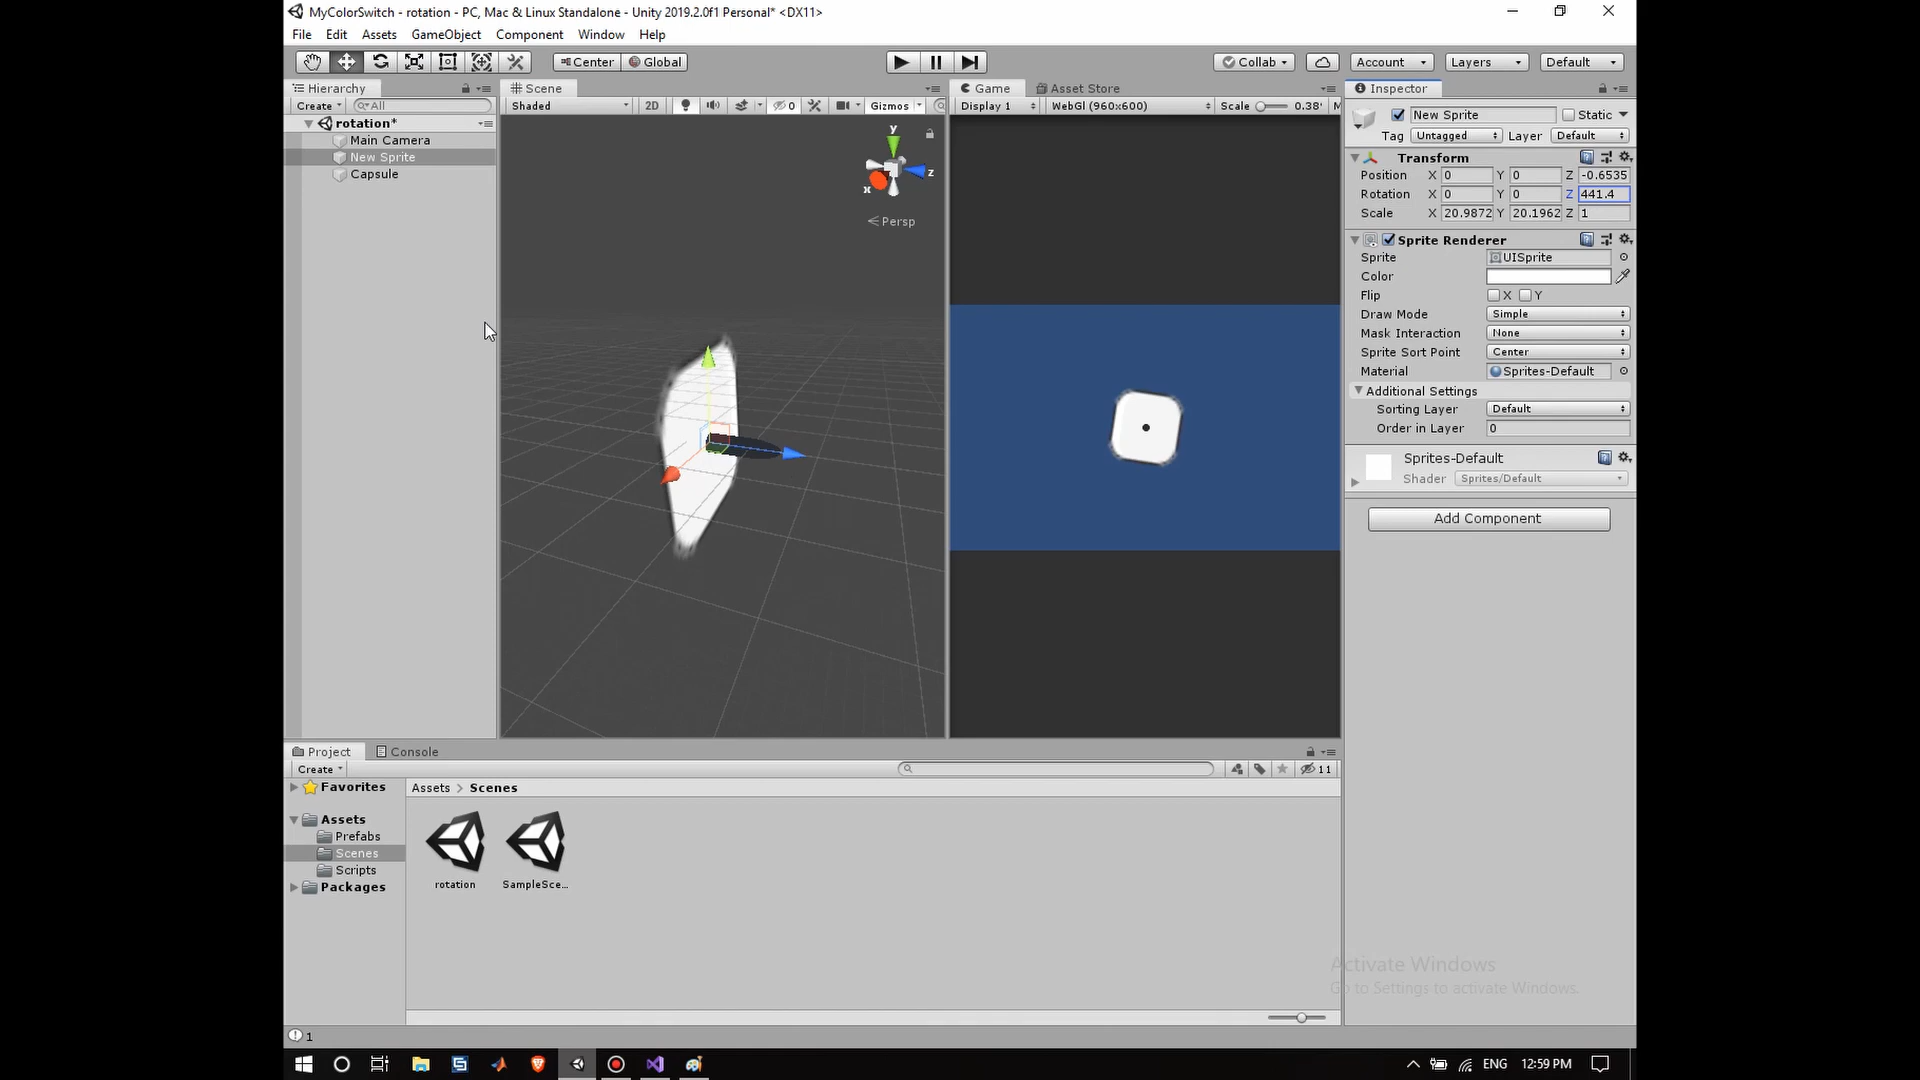 MyColorSwitch - rotation - PC, Mac & Linux Standalone - Unity 2019.2.0f1 Personal* <DX11>
File Edit Assets GameObject Component Window Help
Center Global Collab Account Layers Default
Hierarchy Scene Game Asset Store Inspector
Create All Shaded 2D 0 Gizmos Display 1 WebGl (960x600) Scale 0.38' M
rotation*
Main Camera
New Sprite
Capsule
y
z
x
Persp
New Sprite Static
Tag Untagged Layer Default
Transform
Position X 0 Y 0 Z -0.6535
Rotation X 0 Y 0 Z 441.4
Scale X 20.9872 Y 20.1962 Z 1
Sprite Renderer
Sprite UISprite
Color
Flip X Y
Draw Mode Simple
Mask Interaction None
Sprite Sort Point Center
Material Sprites-Default
Additional Settings
Sorting Layer Default
Order in Layer 0
Sprites-Default
Shader Sprites/Default
Add Component
Project Console
Create 11
Favorites
Assets
Prefabs
Scenes
Scripts
Packages
Assets > Scenes
rotation SampleSce...
Activate Windows
Go to Settings to activate Windows.
1
ENG 12:59 PM